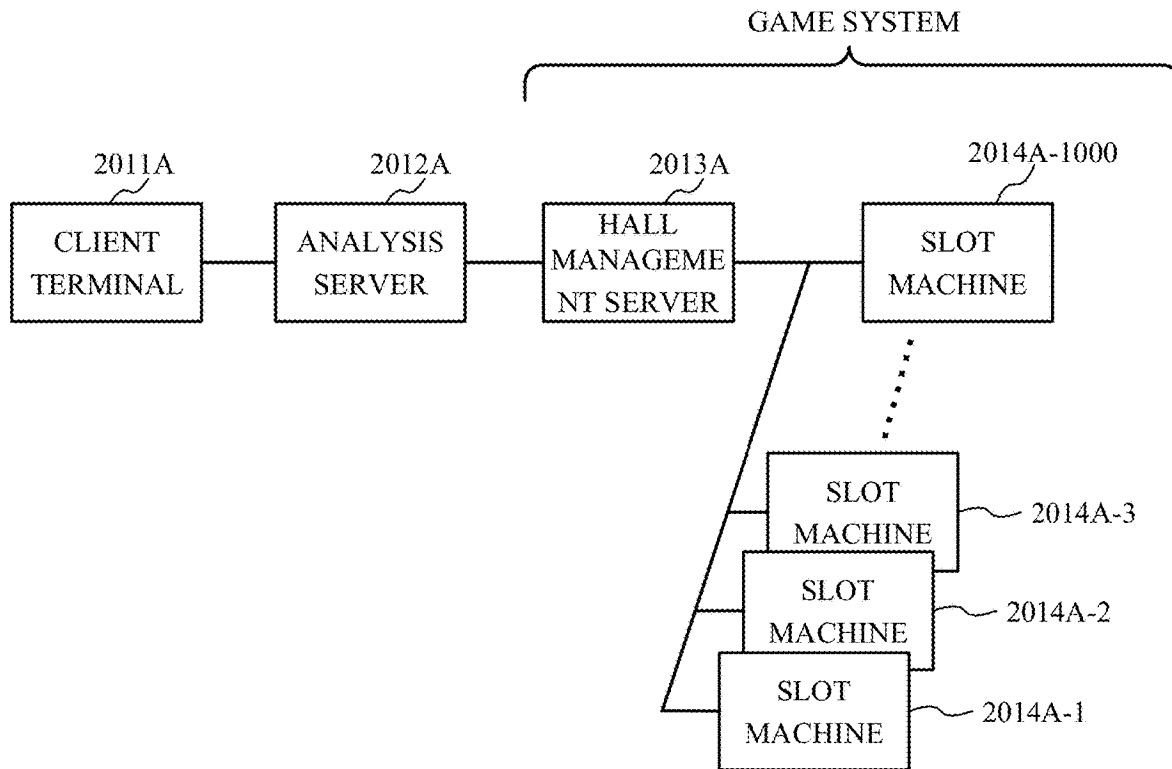 GAME SYSTEM
2011A
2012A
2013A
2014A-1000
CLIENT
TERMINAL
ANALYSIS
SERVER
HALL
MANAGEME
NT SERVER
SLOT
MACHINE
SLOT
MACHINE
2014A-3
SLOT
MACHINE
2014A-2
SLOT
MACHINE
2014A-1